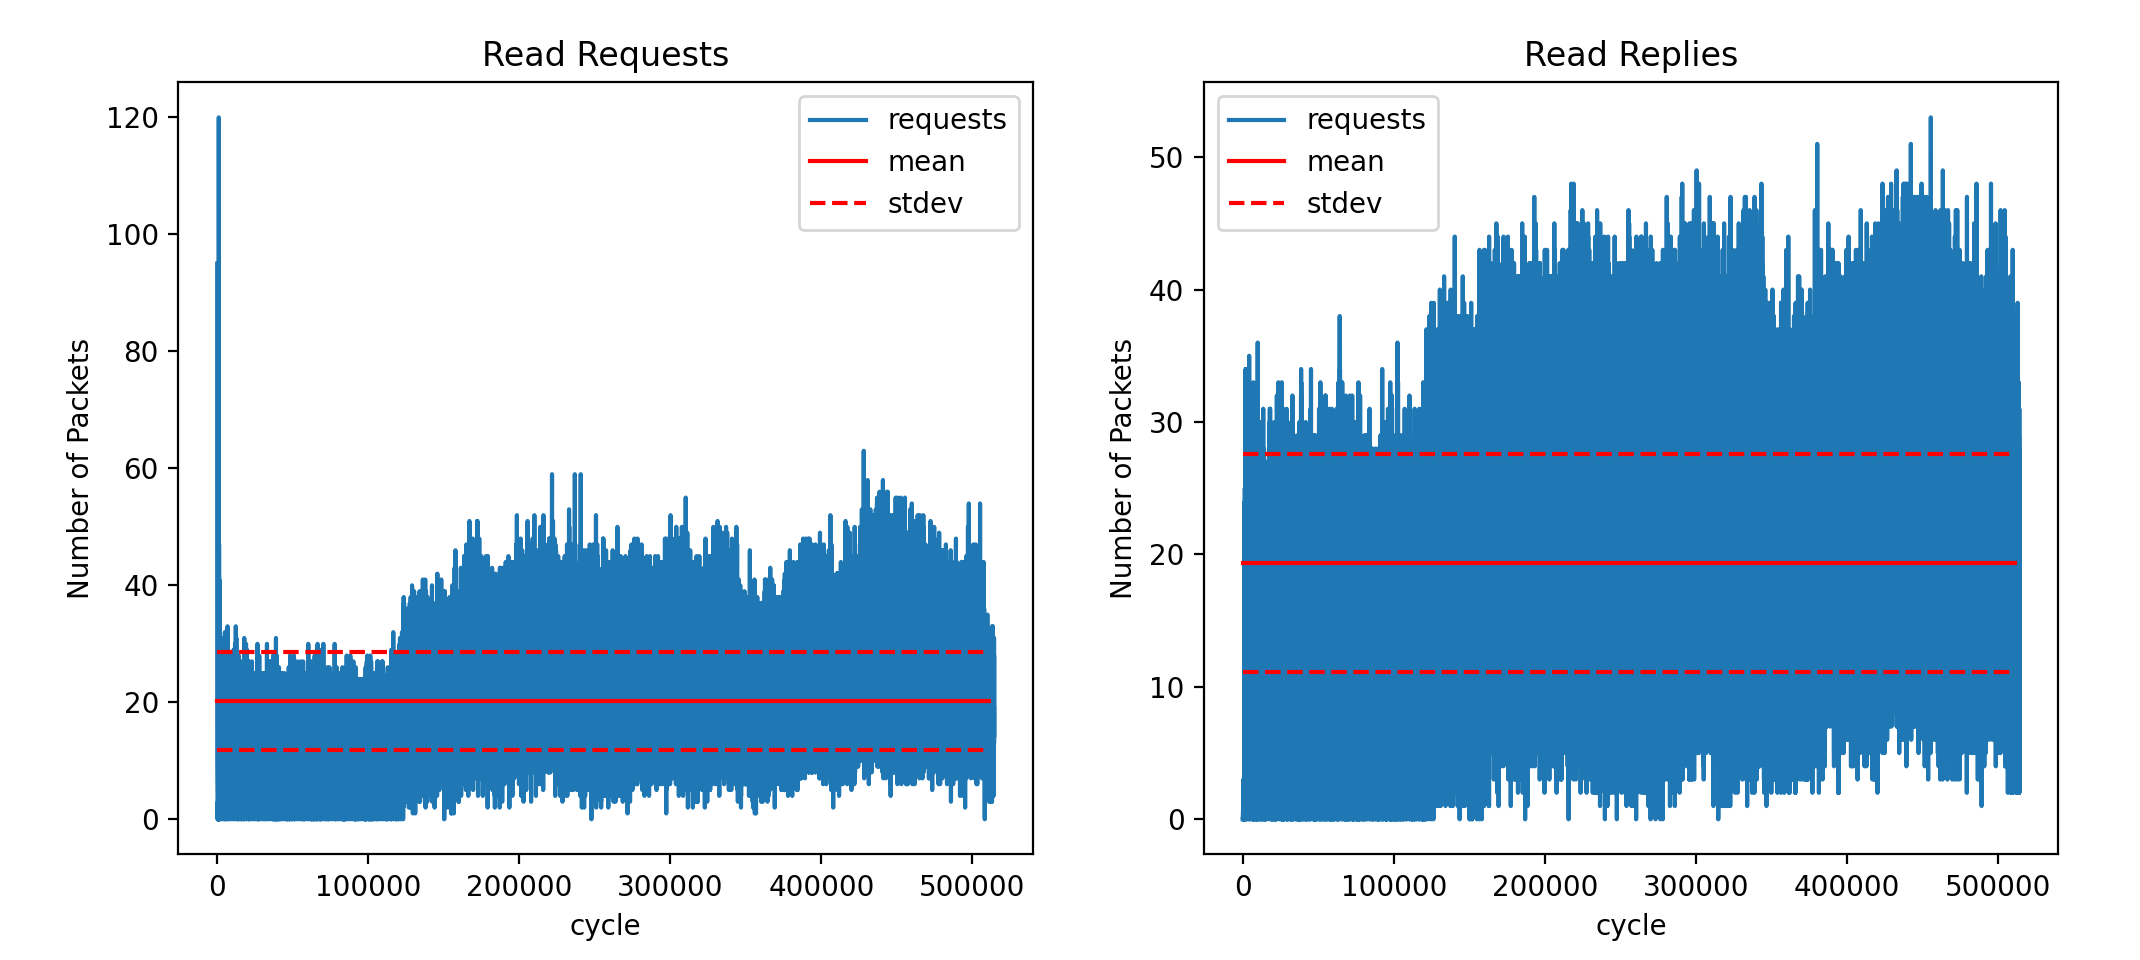 Read Requests
120
100
80
60
40
20
0
Number of Packets
requests
mean
stdev
0 100000 200000 300000 400000 500000
cycle
Read Replies
50
40
30
20
10
0
Number of Packets
requests
mean
stdev
0 100000 200000 300000 400000 500000
cycle